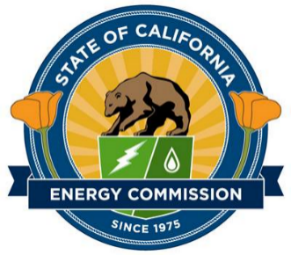 STATE OF CALIFORNIA
ENERGY COMMISSION
SINCE 1975